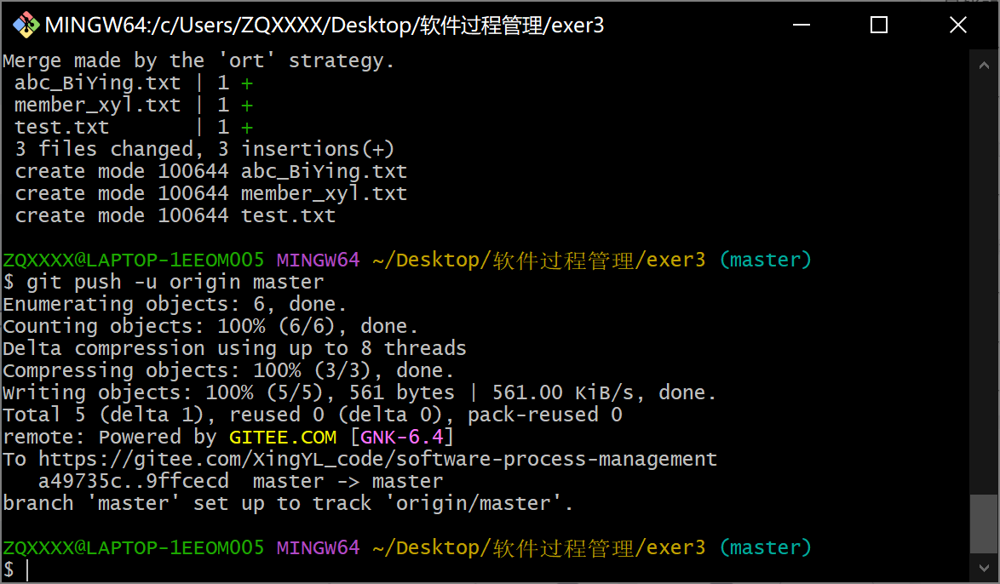 MINGW64:/c/Users/ZQXXXX/Desktop/软件过程管理/exer3
Merge made by the 'ort' strategy.
 abc_BiYing.txt | 1 +
 member_xyl.txt | 1 +
 test.txt       | 1 +
 3 files changed, 3 insertions(+)
 create mode 100644 abc_BiYing.txt
 create mode 100644 member_xyl.txt
 create mode 100644 test.txt
ZQXXXX@LAPTOP-1EEOMOO5 MINGW64 ~/Desktop/软件过程管理/exer3 (master)
$ git push -u origin master
Enumerating objects: 6, done.
Counting objects: 100% (6/6), done.
Delta compression using up to 8 threads
Compressing objects: 100% (3/3), done.
Writing objects: 100% (5/5), 561 bytes | 561.00 KiB/s, done.
Total 5 (delta 1), reused 0 (delta 0), pack-reused 0
remote: Powered by GITEE.COM [GNK-6.4]
To https://gitee.com/XingYL_code/software-process-management
   a49735c..9ffcecd  master -> master
branch 'master' set up to track 'origin/master'.
ZQXXXX@LAPTOP-1EEOMOO5 MINGW64 ~/Desktop/软件过程管理/exer3 (master)
$